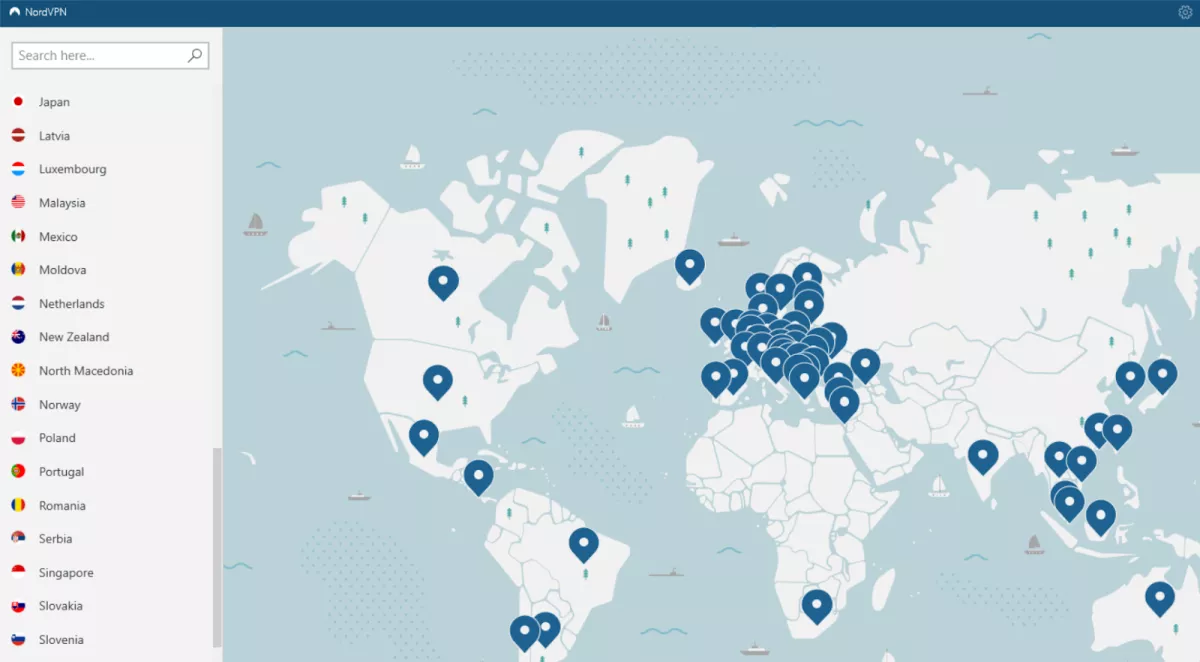 NordVPN
Search here...
Japan
Latvia
Luxembourg
Malaysia
Mexico
Moldova
Netherlands
New Zealand
North Macedonia
Norway
Poland
Portugal
Romania
Serbia
Singapore
Slovakia
Slovenia